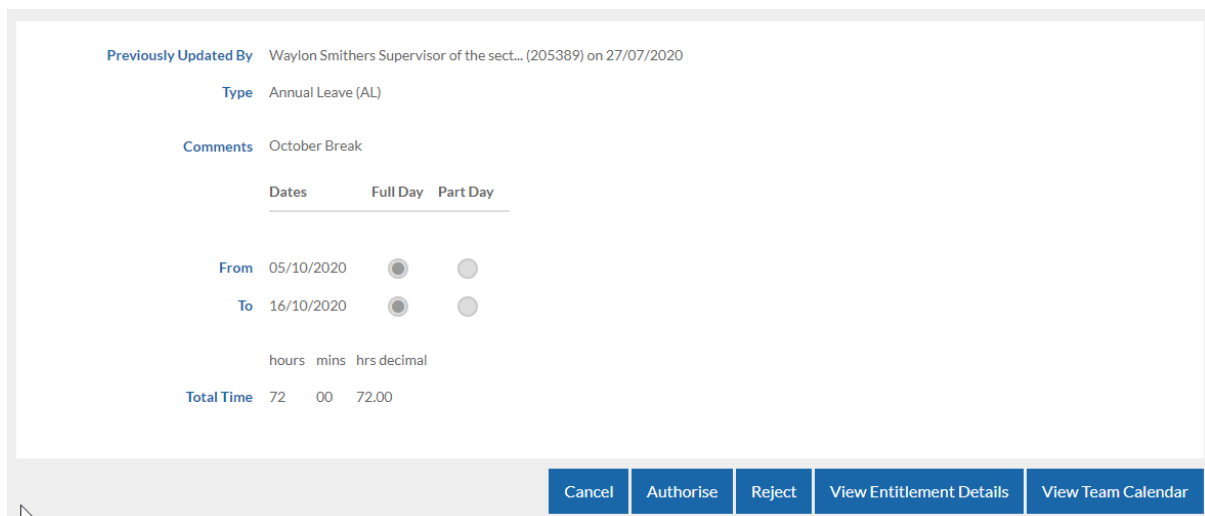 Previously Updated By Waylon Smithers Supervisor of the sect... (205389) on 27/07/2020
Type Annual Leave (AL)
Comments October Break
Dates Full Day Part Day
From 05/10/2020
To 16/10/2020
hours mins hrs decimal
Total Time 72 00 72.00
Cancel Authorise Reject View Entitlement Details View Team Calendar